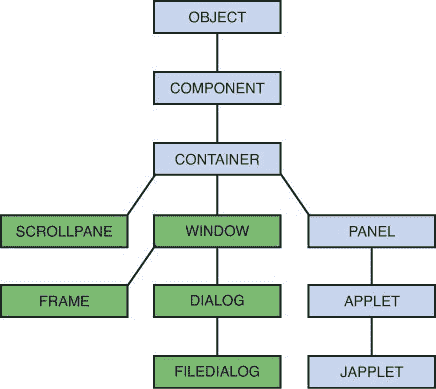 OBJECT
COMPONENT
CONTAINER
SCROLLPANE
WINDOW
PANEL
FRAME
DIALOG
APPLET
FILEDIALOG
JAPPLET